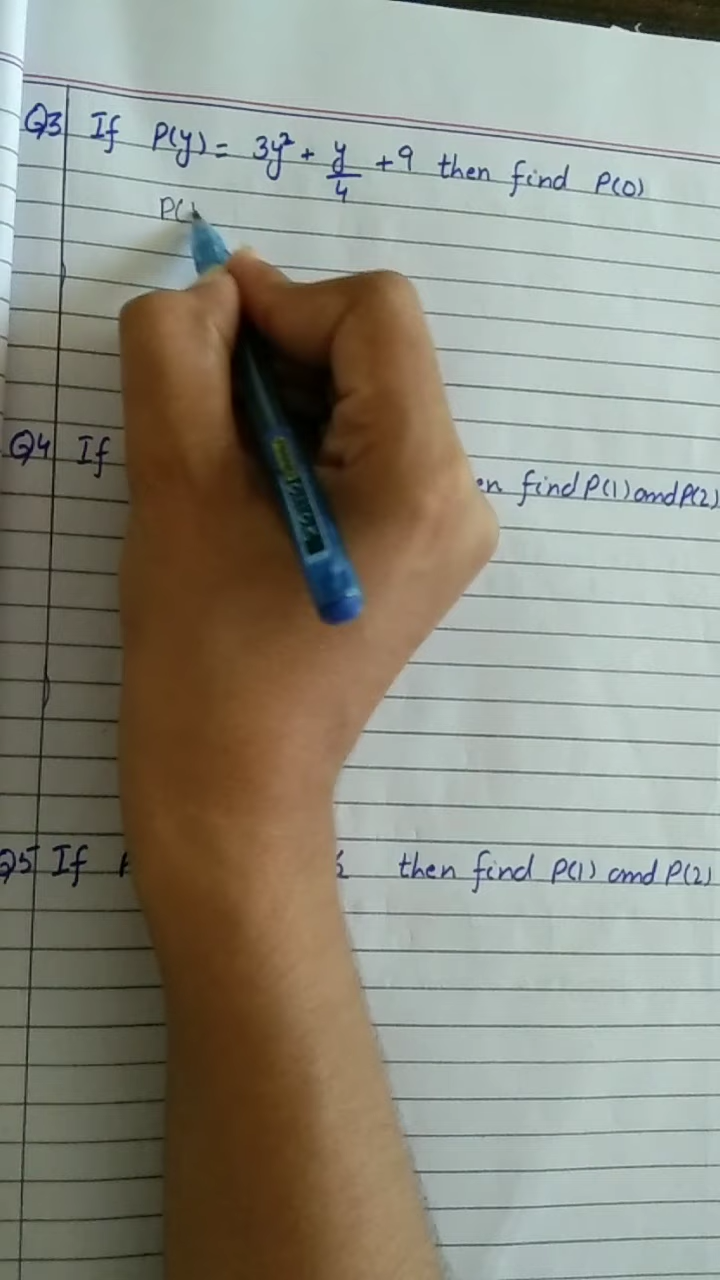 Q3 If P(y) = 3y² + y/4 + 9 then find P(0)
P(
Q4 If find P(1) and P(2)
Q5 If then find P(1) and P(2)